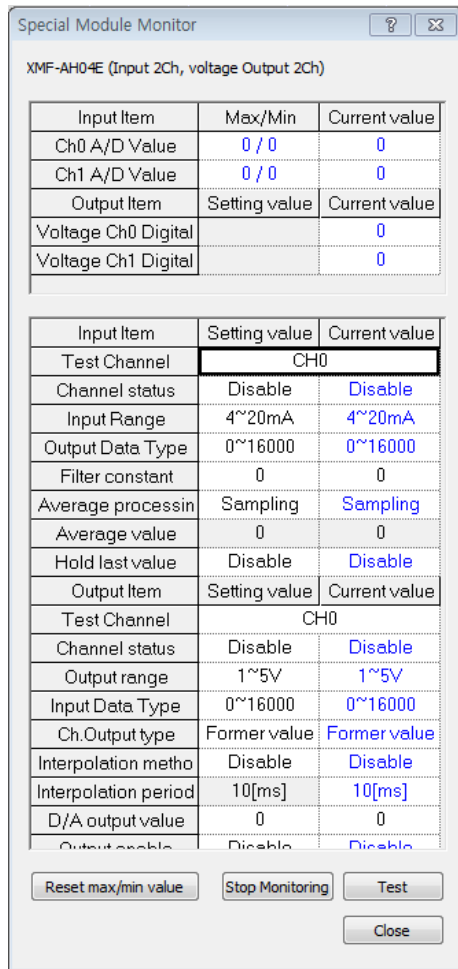 Special Module Monitor
XMF-AH04E (Input 2Ch, voltage Output 2Ch)
Input Item Max/Min Current value
Ch0 A/D Value 0 / 0 0
Ch1 A/D Value 0 / 0 0
Output Item Setting value Current value
Voltage Ch0 Digital 0
Voltage Ch1 Digital 0
Input Item Setting value Current value
Test Channel CH0
Channel status Disable Disable
Input Range 4~20mA 4~20mA
Output Data Type 0~16000 0~16000
Filter constant 0 0
Average processin Sampling Sampling
Average value 0 0
Hold last value Disable Disable
Output Item Setting value Current value
Test Channel CH0
Channel status Disable Disable
Output range 1~5V 1~5V
Input Data Type 0~16000 0~16000
Ch.Output type Former value Former value
Interpolation metho Disable Disable
Interpolation period 10[ms] 10[ms]
D/A output value 0 0
Output enable Disable Disable
Reset max/min value Stop Monitoring Test
Close